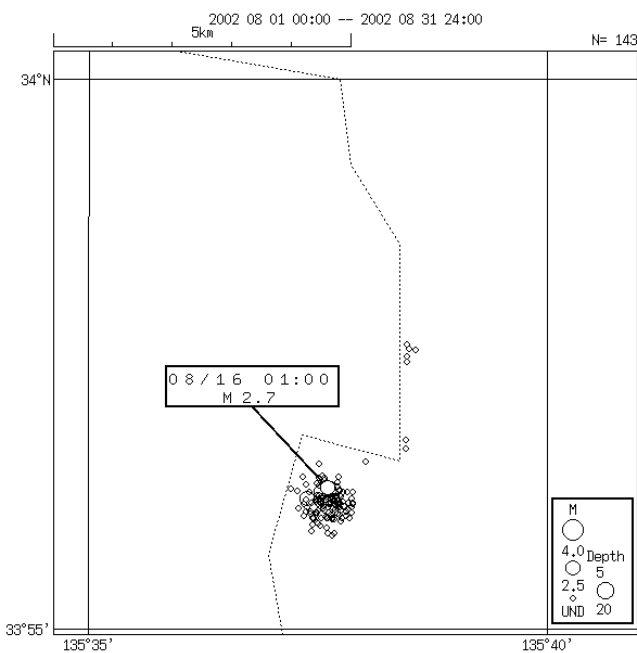 2002 08 01 00:00 -- 2002 08 31 24:00
5km
N= 143
34°N
08/16 01:00
M 2.7
M
4.0
Depth
5
2.5
UND
20
33°55'
135°35'
135°40'